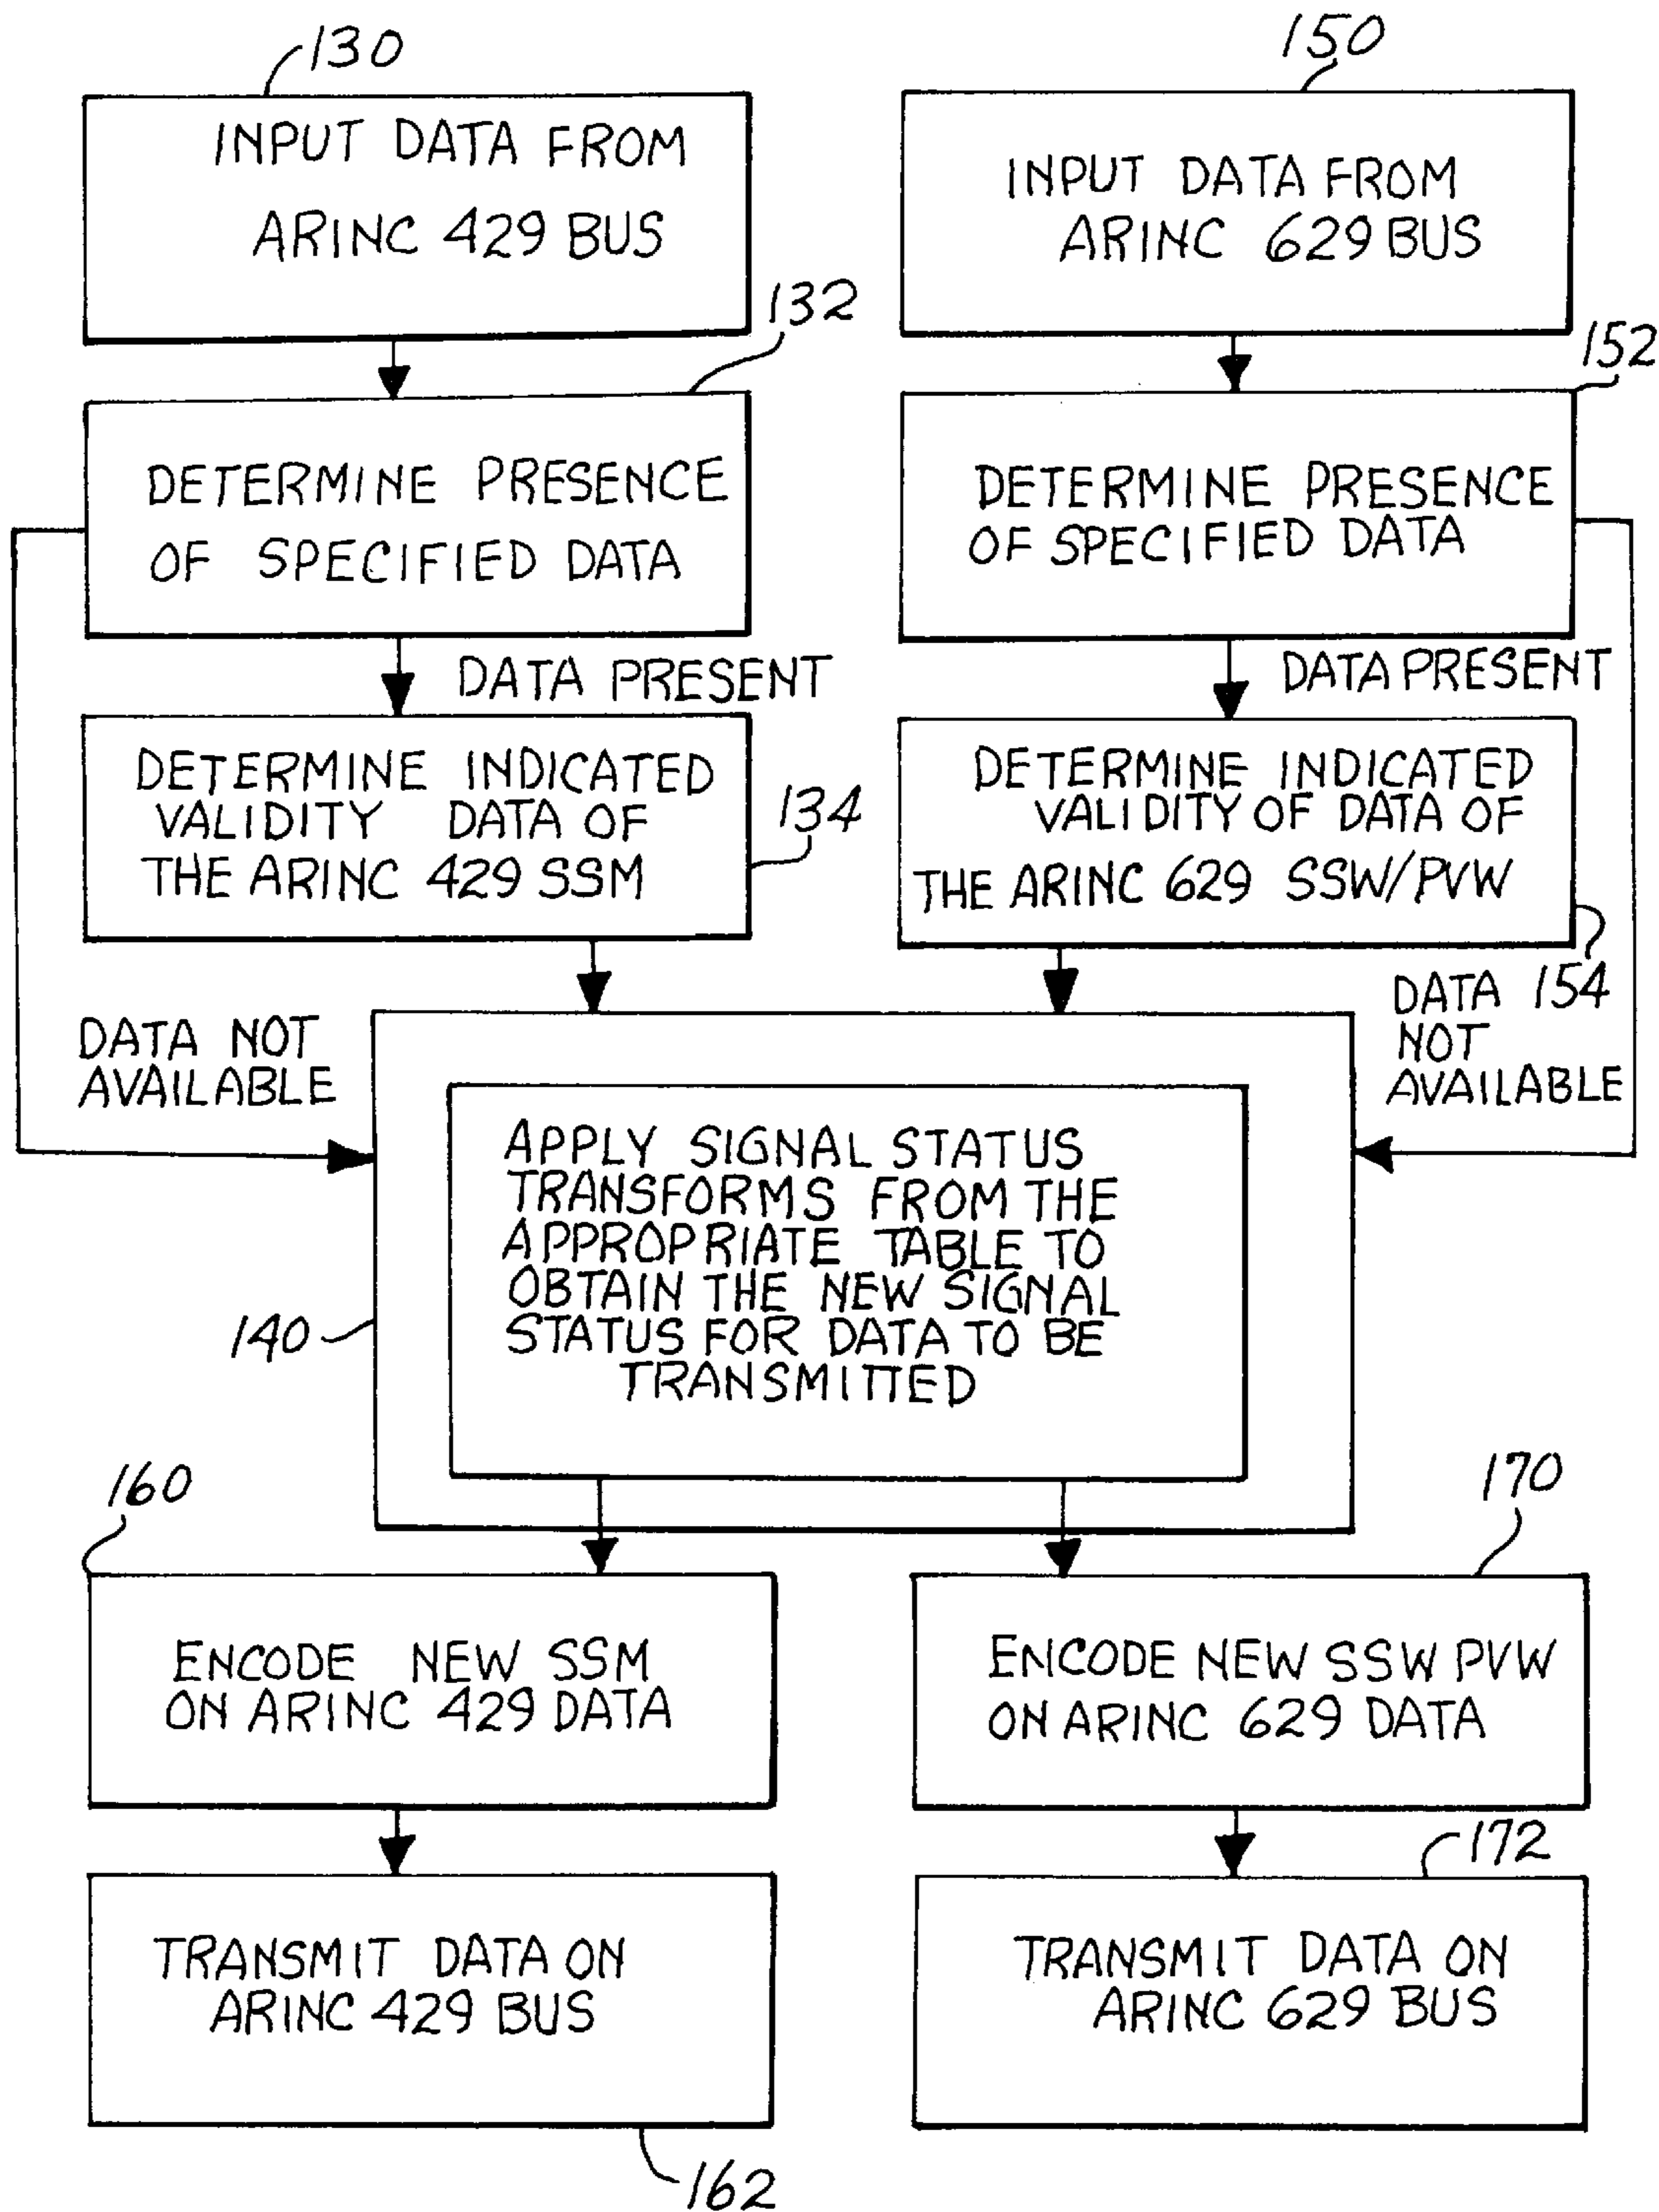 130
INPUT DATA FROM
ARINC 429 BUS
150
INPUT DATA FROM
ARINC 629 BUS
132
DETERMINE PRESENCE
OF SPECIFIED DATA
152
DETERMINE PRESENCE
OF SPECIFIED DATA
DATA PRESENT
DATA PRESENT
DETERMINE INDICATED
VALIDITY DATA OF
THE ARINC 429 SSM
134
DETERMINE INDICATED
VALIDITY OF DATA OF
THE ARINC 629 SSW/PVW
154
DATA NOT
AVAILABLE
DATA
NOT
AVAILABLE
APPLY SIGNAL STATUS
TRANSFORMS FROM THE
APPROPRIATE TABLE TO
OBTAIN THE NEW SIGNAL
STATUS FOR DATA TO BE
TRANSMITTED
140
160
ENCODE NEW SSM
ON ARINC 429 DATA
170
ENCODE NEW SSW PVW
ON ARINC 629 DATA
TRANSMIT DATA ON
ARINC 429 BUS
162
172
TRANSMIT DATA ON
ARINC 629 BUS